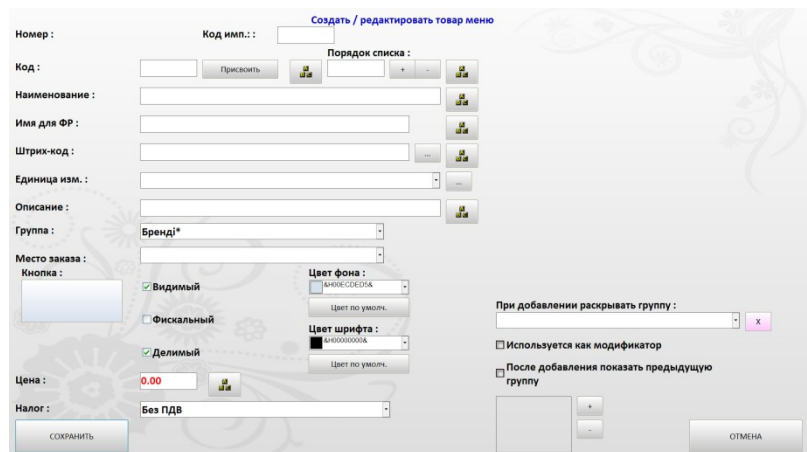 Создать / редактировать товар меню
Номер :
Код имп.: :
Порядок списка :
Код :
Присвоить
+ -
Наименование :
Имя для ФР :
Штрих-код :
...
Единица изм. :
...
Описание :
Группа :
Бренді*
Место заказа :
Кнопка :
Видимый
Фискальный
Делимый
Цвет фона :
&H00ECDED5&
Цвет по умолч.
Цвет шрифта :
&H00000000&
Цвет по умолч.
При добавлении раскрывать группу :
X
Используется как модификатор
После добавления показать предыдущую
группу
Цена :
0.00
Налог :
Без ПДВ
+
-
СОХРАНИТЬ
ОТМЕНА